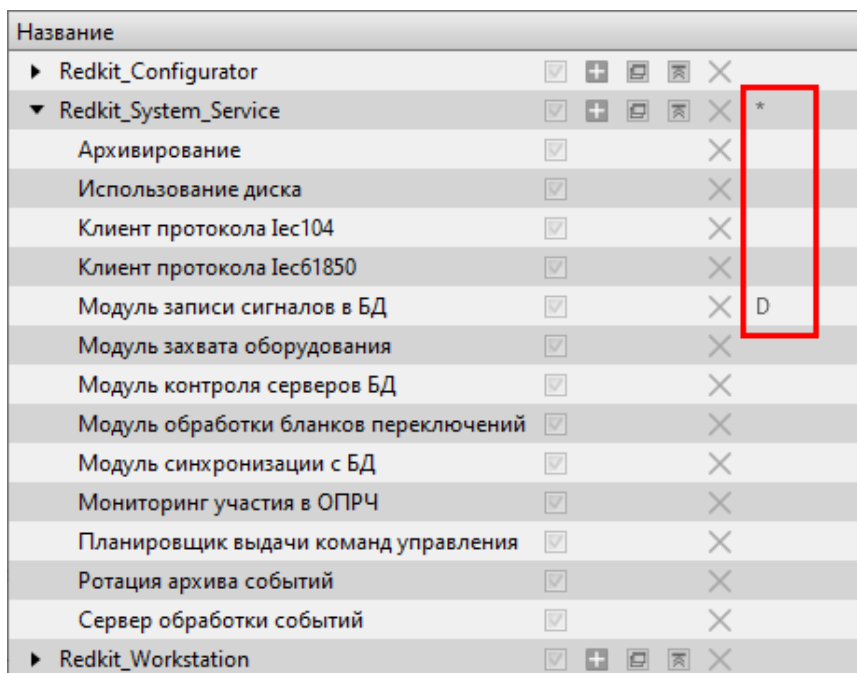 Название
Redkit_Configurator
Redkit_System_Service *
Архивирование
Использование диска
Клиент протокола Iec104
Клиент протокола Iec61850
Модуль записи сигналов в БД D
Модуль захвата оборудования
Модуль контроля серверов БД
Модуль обработки бланков переключений
Модуль синхронизации с БД
Мониторинг участия в ОПРЧ
Планировщик выдачи команд управления
Ротация архива событий
Сервер обработки событий
Redkit_Workstation